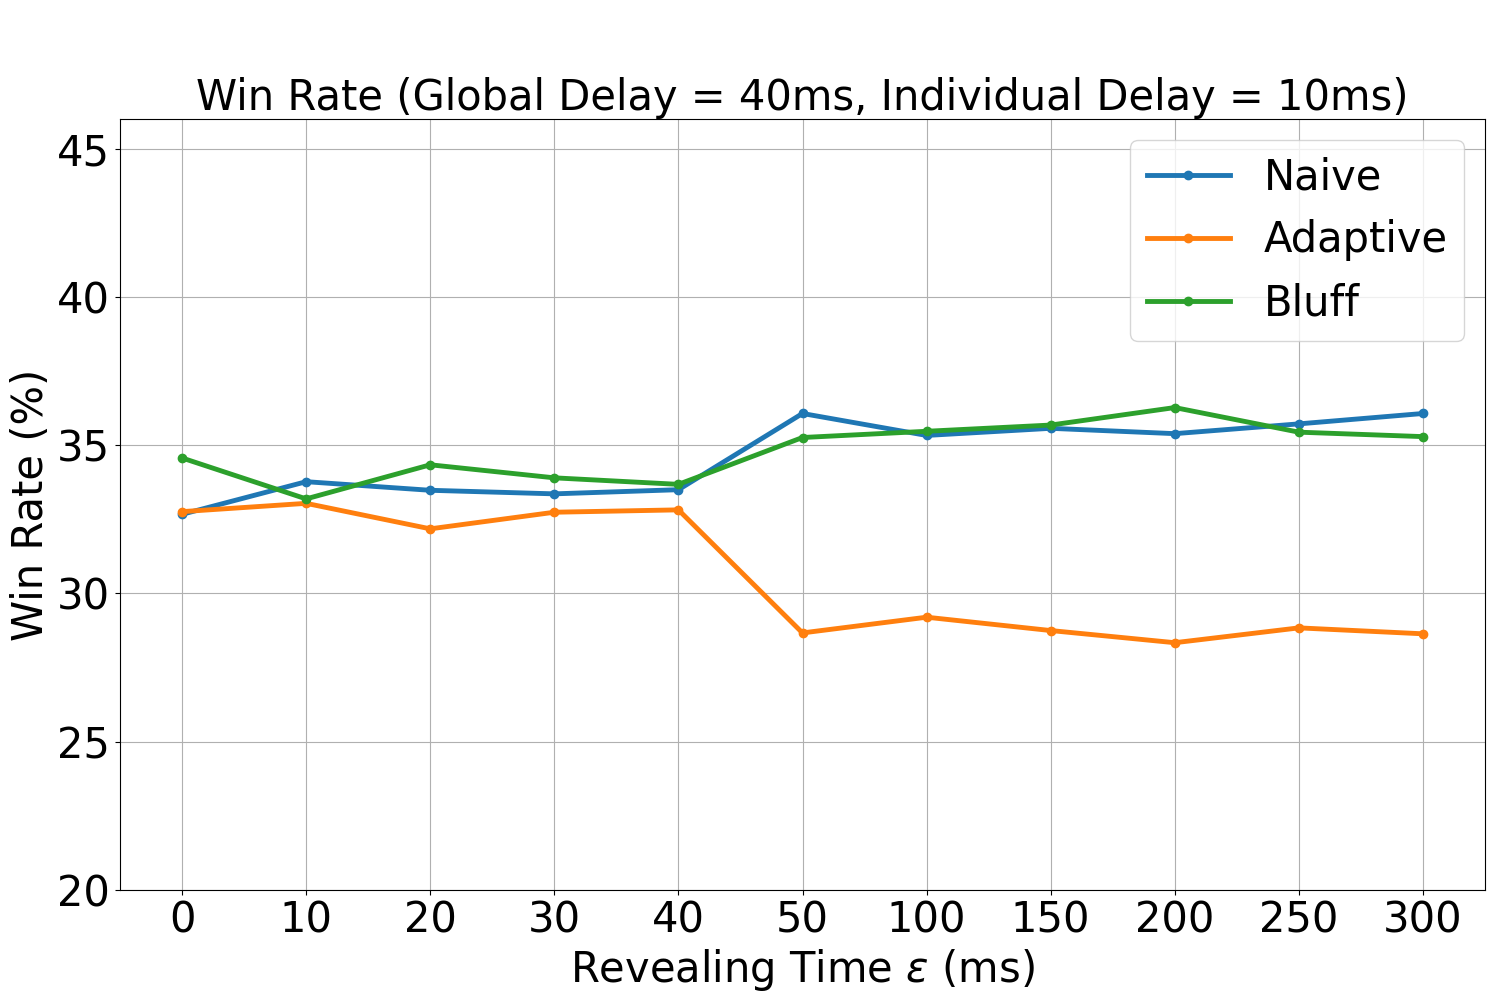 Win Rate (Global Delay = 40ms, Individual Delay = 10ms)
Naive
Adaptive
Bluff
Win Rate (%)
45
40
35
30
25
20
0 10 20 30 40 50 100 150 200 250 300
Revealing Time ε (ms)